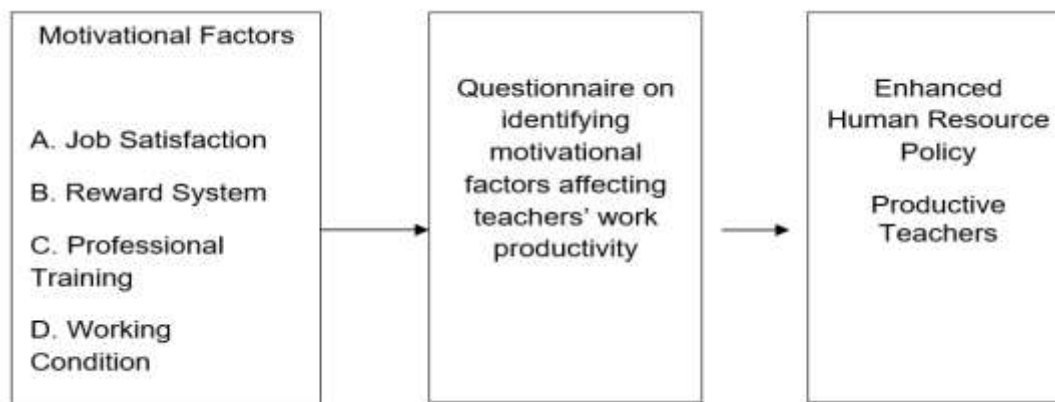 Motivational Factors
A. Job Satisfaction
B. Reward System
C. Professional
Training
D. Working
Condition
Questionnaire on
identifying
motivational
factors affecting
teachers’ work
productivity
Enhanced
Human Resource
Policy
Productive
Teachers